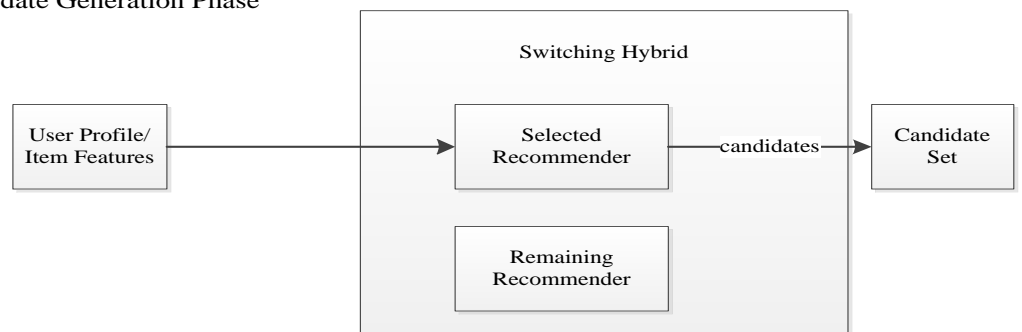 date Generation Phase
Switching Hybrid
User Profile/
Item Features
Selected
Recommender
candidates
Candidate
Set
Remaining
Recommender